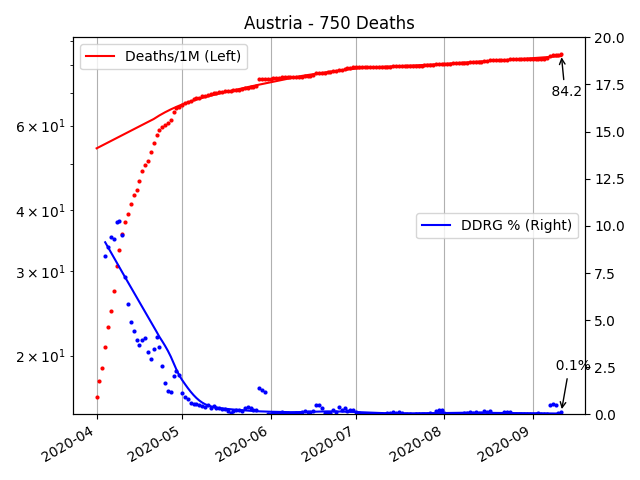 Austria - 750 Deaths
Deaths/1M (Left)
DDRG % (Right)
84.2
0.1%
6 × 10¹
4 × 10¹
3 × 10¹
2 × 10¹
20.0
17.5
15.0
12.5
10.0
7.5
5.0
2.5
0.0
2020-04
2020-05
2020-06
2020-07
2020-08
2020-09